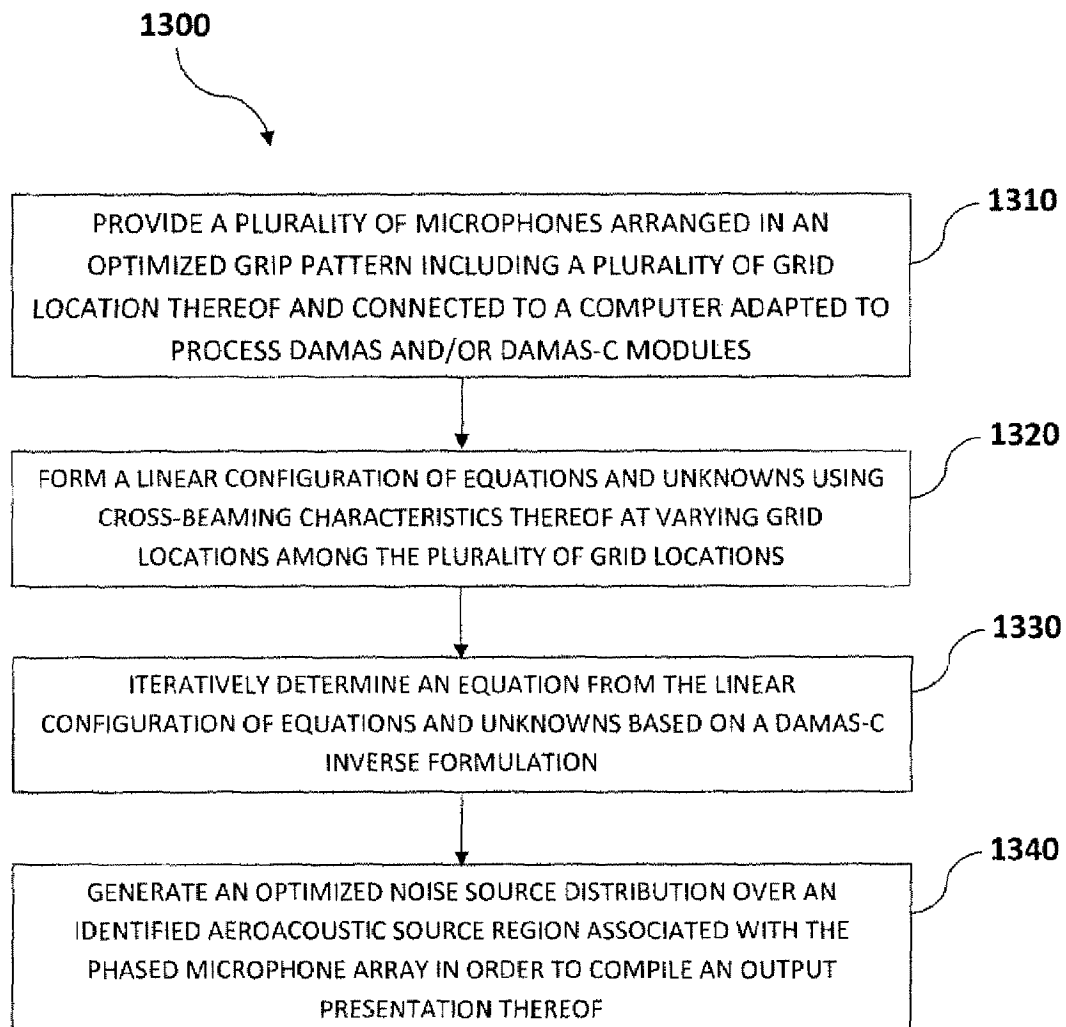 1300
1310
PROVIDE A PLURALITY OF MICROPHONES ARRANGED IN AN
OPTIMIZED GRIP PATTERN INCLUDING A PLURALITY OF GRID
LOCATION THEREOF AND CONNECTED TO A COMPUTER ADAPTED TO
PROCESS DAMAS AND/OR DAMAS-C MODULES
1320
FORM A LINEAR CONFIGURATION OF EQUATIONS AND UNKNOWNS USING
CROSS-BEAMING CHARACTERISTICS THEREOF AT VARYING GRID
LOCATIONS AMONG THE PLURALITY OF GRID LOCATIONS
1330
ITERATIVELY DETERMINE AN EQUATION FROM THE LINEAR
CONFIGURATION OF EQUATIONS AND UNKNOWNS BASED ON A DAMAS-C
INVERSE FORMULATION
1340
GENERATE AN OPTIMIZED NOISE SOURCE DISTRIBUTION OVER AN
IDENTIFIED AEROACOUSTIC SOURCE REGION ASSOCIATED WITH THE
PHASED MICROPHONE ARRAY IN ORDER TO COMPILE AN OUTPUT
PRESENTATION THEREOF